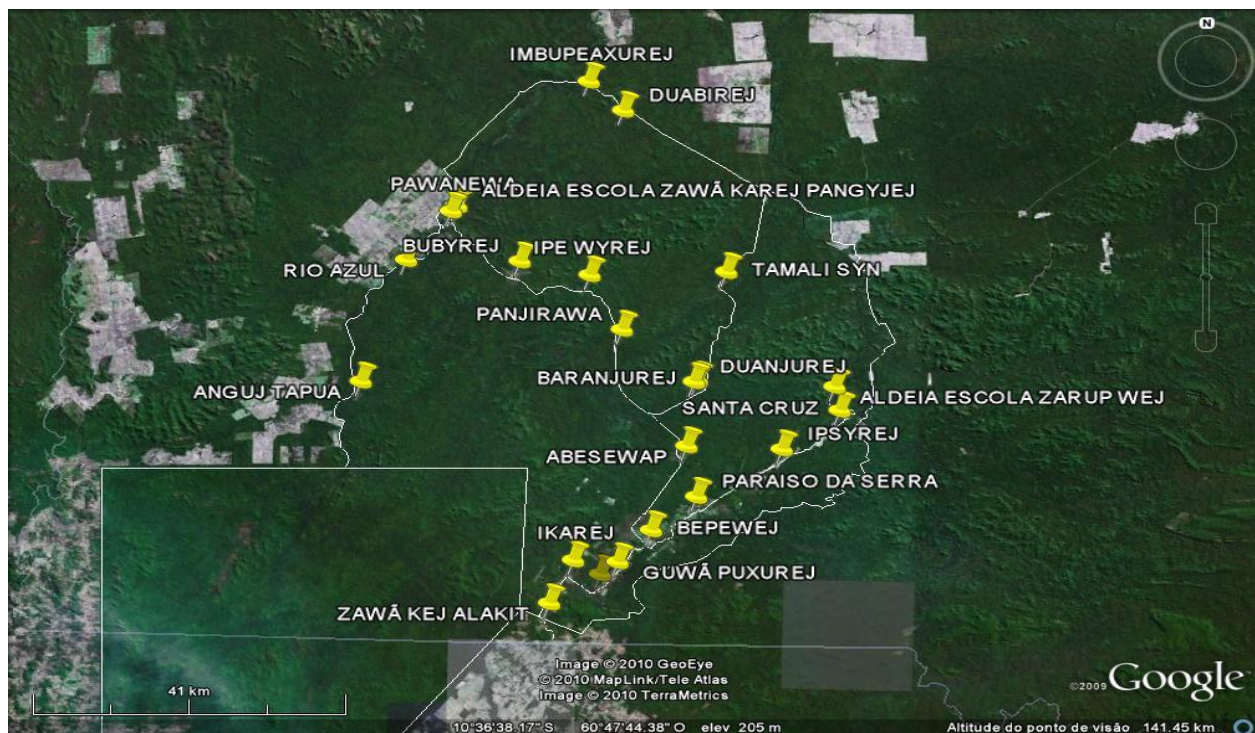 N
IMBUPEAXUREJ
DUABIREJ
PAWANEWA
ALDEIA ESCOLA ZAWÃ KAREJ PANGYJEJ
BUBYREJ
IPE WYREJ
RIO AZUL
TAMALI SYN
PANJIRAWA
DUANJUREJ
BARANJUREJ
ANGUJ TAPUA
ALDEIA ESCOLA ZARUP WEJ
SANTA CRUZ
IPSYREJ
ABESEWAP
PARAISO DA SERRA
BEPEWEJ
IKAREJ
GUWÃ PUXUREJ
ZAWÃ KEJ ALAKIT
Image © 2010 GeoEye
© 2010 MapLink/Tele Atlas
Image © 2010 TerraMetrics
©2009 Google
41 km
10°36'38.17" S 60°47'44.38" O elev 205 m
Altitude do ponto de visão 141.45 km